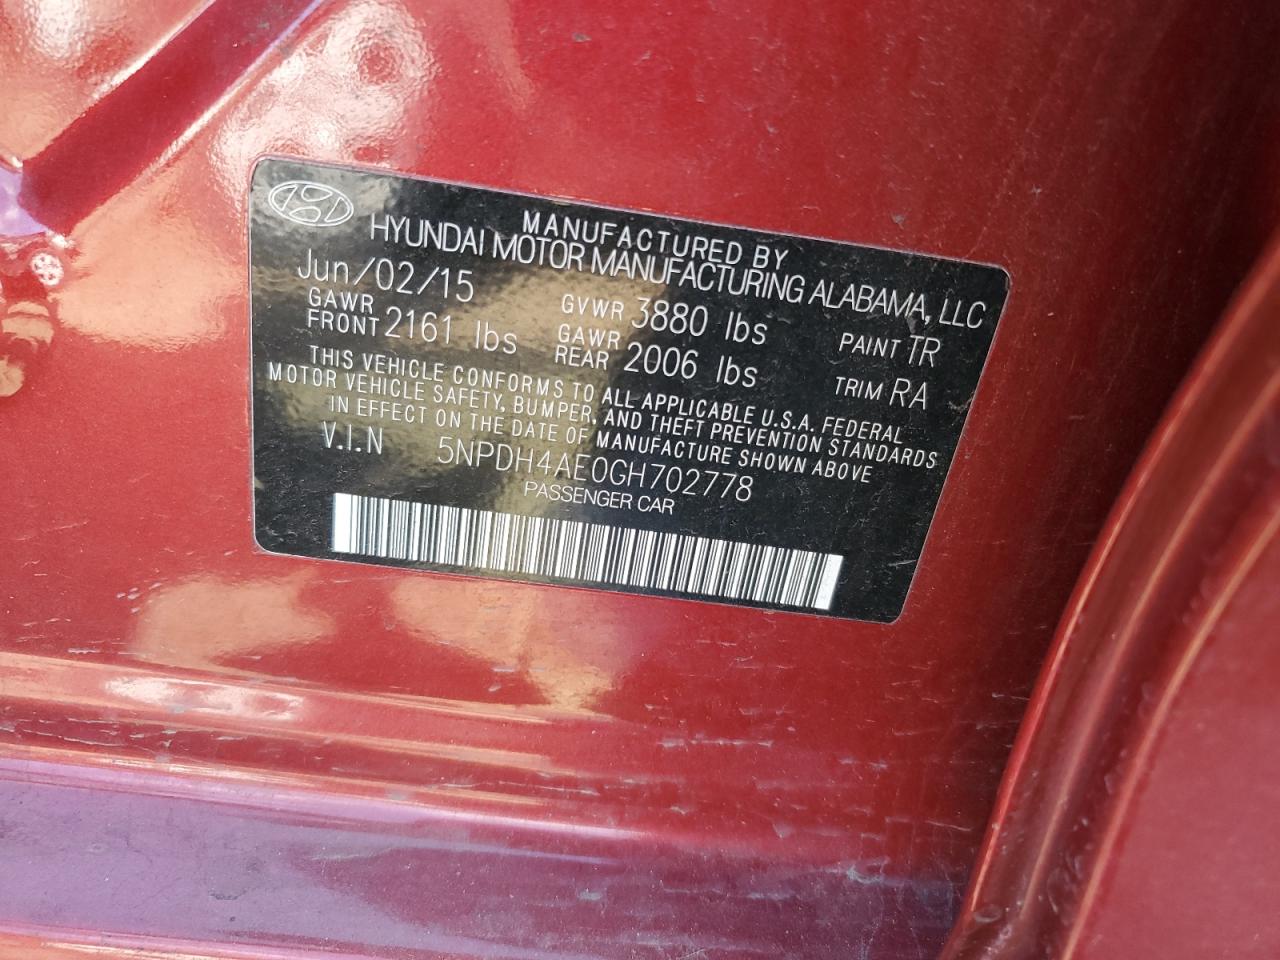 MANUFACTURED BY
HYUNDAI MOTOR MANUFACTURING ALABAMA, LLC
Jun/02/15 GVWR 3880 lbs PAINT TR
GAWR FRONT 2161 lbs GAWR REAR 2006 lbs TRIM RA
THIS VEHICLE CONFORMS TO ALL APPLICABLE U.S.A. FEDERAL
MOTOR VEHICLE SAFETY, BUMPER, AND THEFT PREVENTION STANDARDS
IN EFFECT ON THE DATE OF MANUFACTURE SHOWN ABOVE
V.I.N 5NPDH4AE0GH702778
PASSENGER CAR